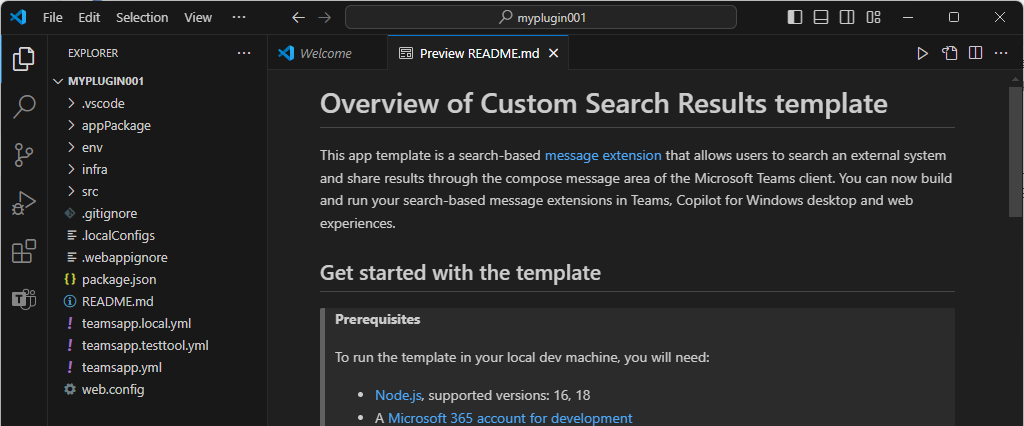 File Edit Selection View ··· myplugin001
EXPLORER ···
Welcome
Preview README.md
MYPLUGIN001
.vscode
appPackage
env
infra
src
.gitignore
.localConfigs
.webappignore
package.json
README.md
teamsapp.local.yml
teamsapp.testtool.yml
teamsapp.yml
web.config
Overview of Custom Search Results template
This app template is a search-based message extension that allows users to search an external system
and share results through the compose message area of the Microsoft Teams client. You can now build
and run your search-based message extensions in Teams, Copilot for Windows desktop and web
experiences.
Get started with the template
Prerequisites
To run the template in your local dev machine, you will need:
• Node.js, supported versions: 16, 18
• A Microsoft 365 account for development